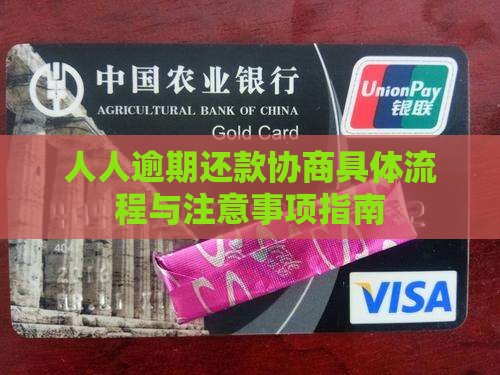 中国农业银行
AGRICULTURAL BANK OF CHINA
UnionPay
银联
Gold Card
人人逾期还款协商具体流
程与注意事项指南
VISA